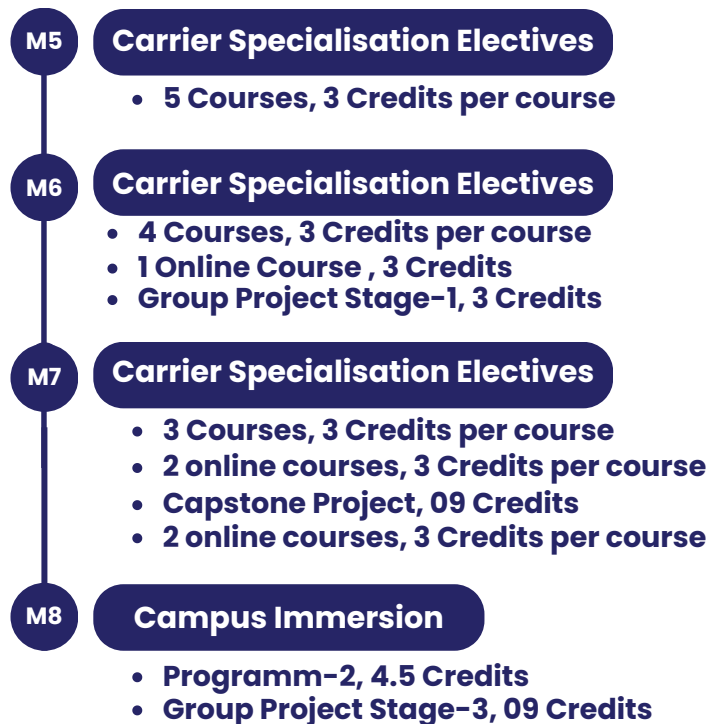 M5
Carrier Specialisation Electives
• 5 Courses, 3 Credits per course
M6
Carrier Specialisation Electives
• 4 Courses, 3 Credits per course
• 1 Online Course , 3 Credits
• Group Project Stage-1, 3 Credits
M7
Carrier Specialisation Electives
• 3 Courses, 3 Credits per course
• 2 online courses, 3 Credits per course
• Capstone Project, 09 Credits
• 2 online courses, 3 Credits per course
M8
Campus Immersion
• Programm-2, 4.5 Credits
• Group Project Stage-3, 09 Credits